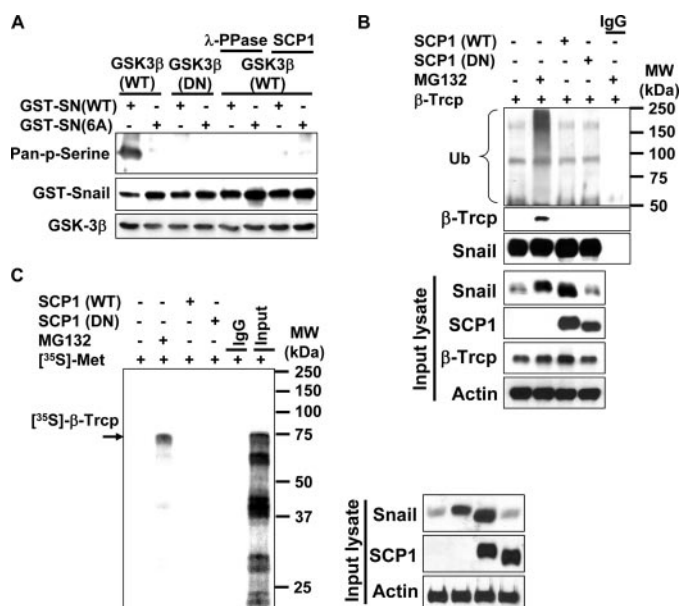 A
λ-PPase SCP1
GSK3β (WT) GSK3β (DN) GSK3β (WT)
GST-SN(WT) + - + - + - + -
GST-SN(6A) - + - + - + - +
Pan-p-Serine
GST-Snail
GSK-3β
B
IgG
SCP1 (WT) - - + - -
SCP1 (DN) - - - + -
MG132 - + - - +
β-Trcp + + + + +
MW (kDa)
Ub
250
150
100
75
50
β-Trcp
Snail
Input lysate
Snail
SCP1
β-Trcp
Actin
C
SCP1 (WT) - - + -
SCP1 (DN) - - - +
MG132 - + - -
IgG Input
[³⁵S]-Met + + + + + +
MW (kDa)
[³⁵S]-β-Trcp
250
150
100
75
50
37
25
Input lysate
Snail
SCP1
Actin